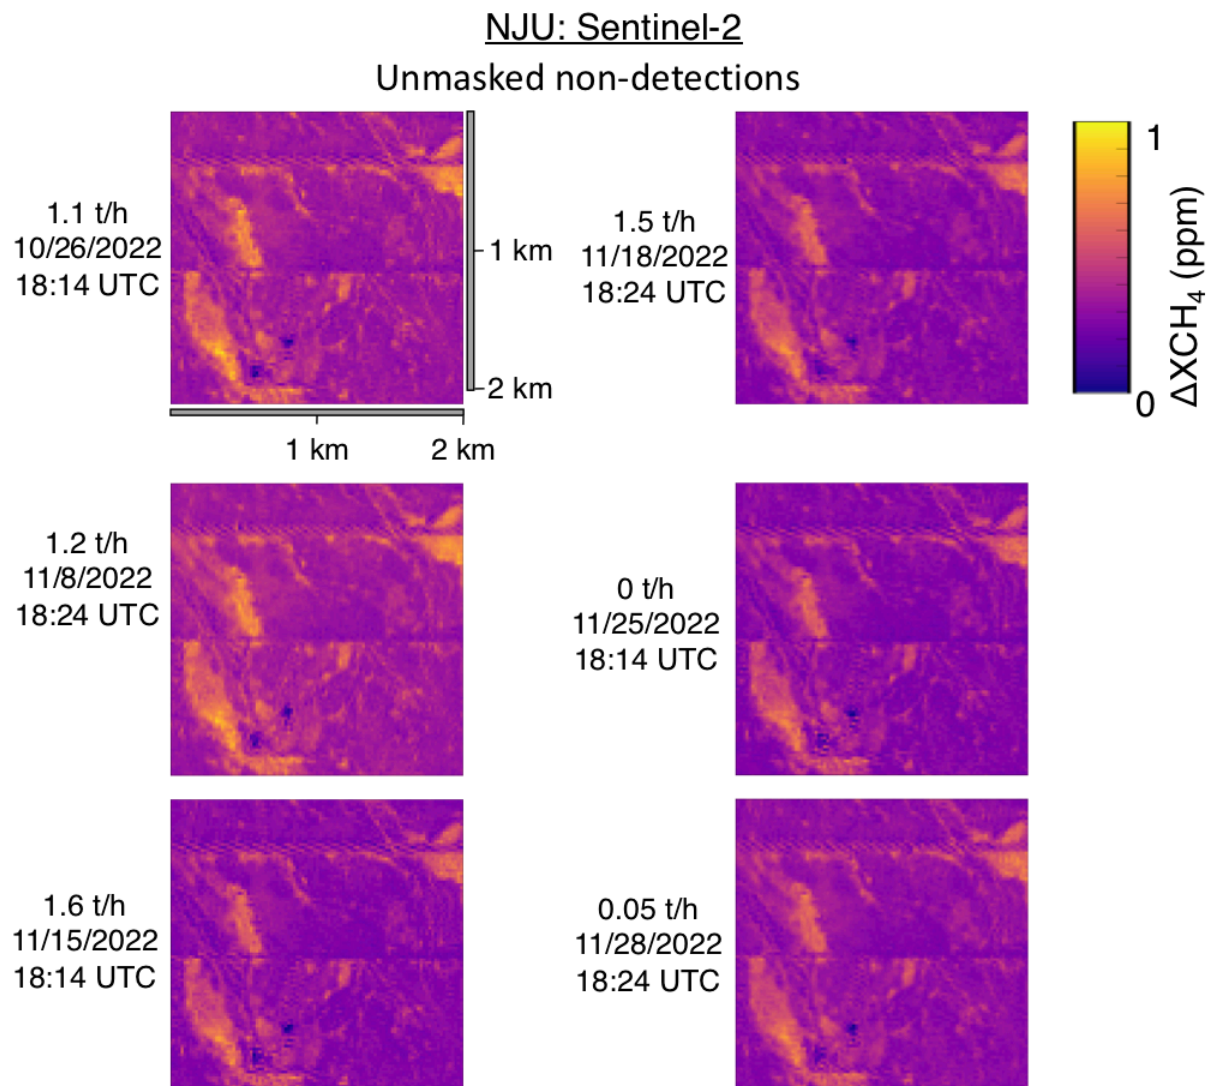 NJU: Sentinel-2
Unmasked non-detections
1.1 t/h
10/26/2022
18:14 UTC
1 km
2 km
1 km
2 km
1.5 t/h
11/18/2022
18:24 UTC
1
0
ΔXCH₄ (ppm)
1.2 t/h
11/8/2022
18:24 UTC
0 t/h
11/25/2022
18:14 UTC
1.6 t/h
11/15/2022
18:14 UTC
0.05 t/h
11/28/2022
18:24 UTC